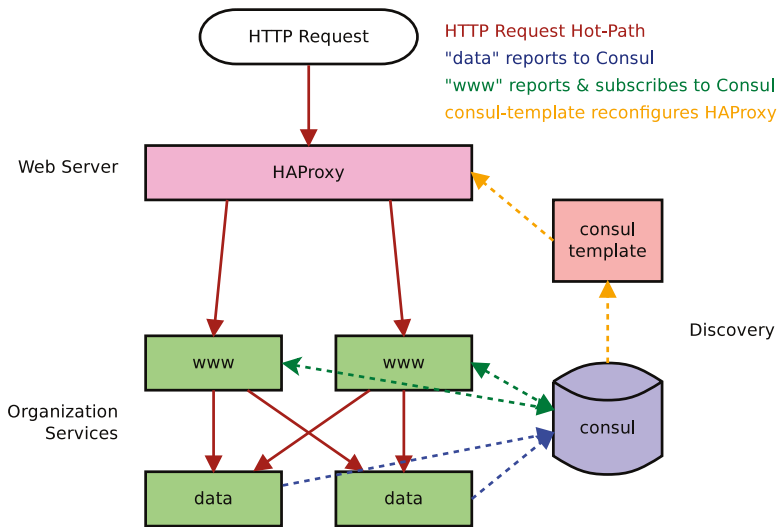 HTTP Request
HTTP Request Hot-Path
"data" reports to Consul
"www" reports & subscribes to Consul
consul-template reconfigures HAProxy
Web Server
HAProxy
consul
template
Discovery
www
www
Organization
Services
consul
data
data